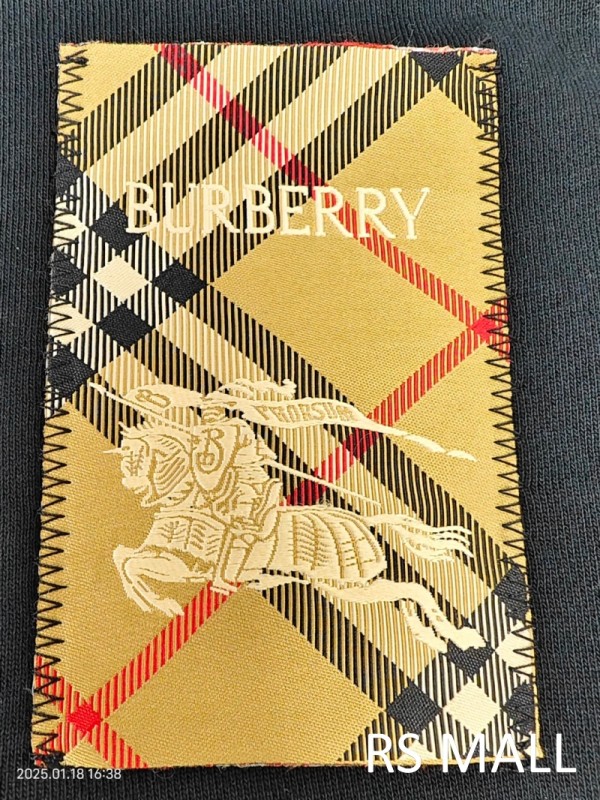 BURBERRY
PRORSUM
2025.01.18 16:38
RS MALL